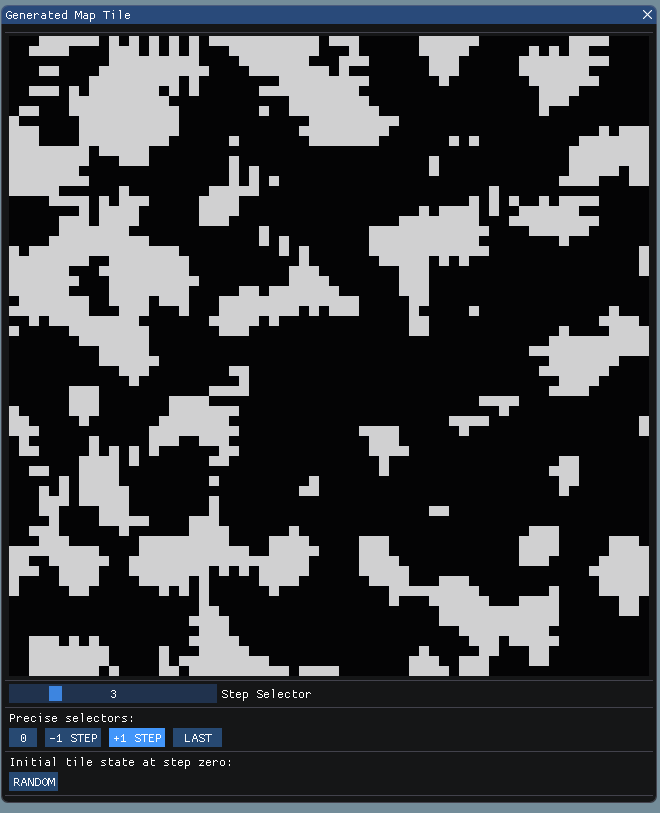 Generated Map Tile
3 Step Selector
Precise selectors:
0 -1 STEP +1 STEP LAST
Initial tile state at step zero:
RANDOM